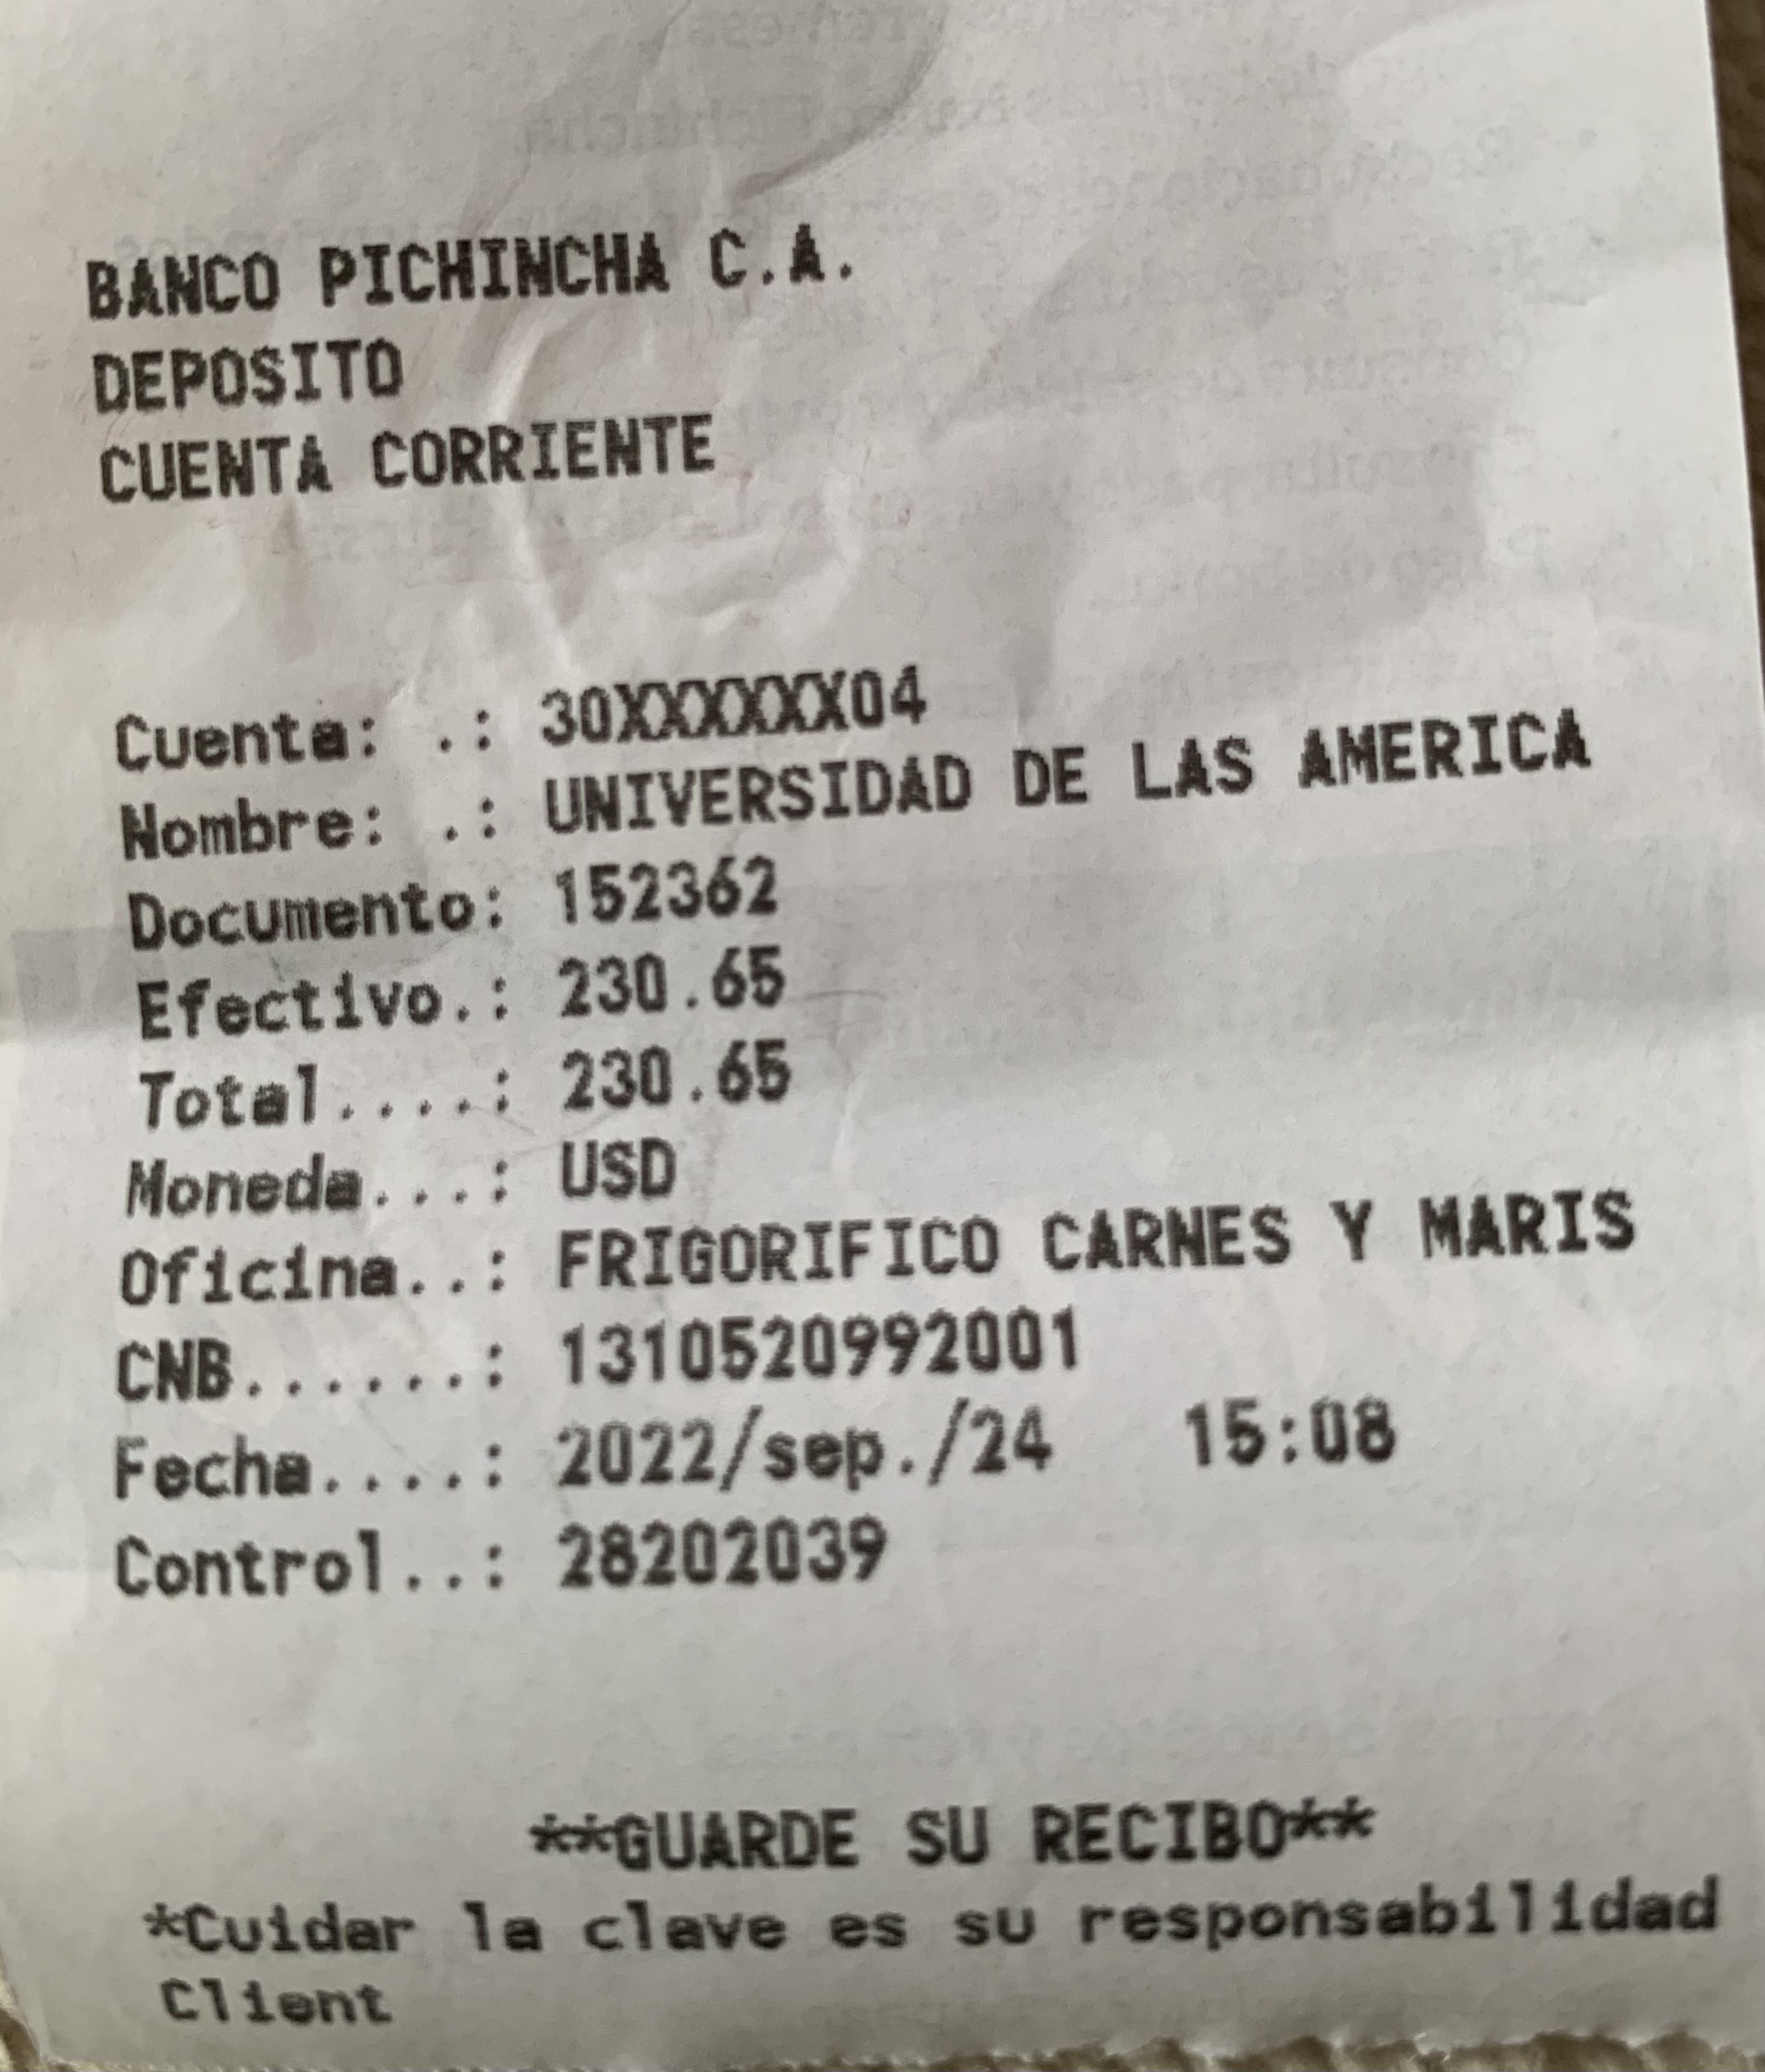 BANCO PICHINCHA C.A.
DEPOSITO
CUENTA CORRIENTE
Cuenta: .: 30XXXXXX04
Nombre: .: UNIVERSIDAD DE LAS AMERICA
Documento: 152362
Efectivo.: 230.65
Total....: 230.65
Moneda...: USD
Oficina..: FRIGORIFICO CARNES Y MARIS
CNB......: 1310520992001
Fecha....: 2022/sep./24 15:08
Control..: 28202039
**GUARDE SU RECIBO**
*Cuidar la clave es su responsabilidad
Client